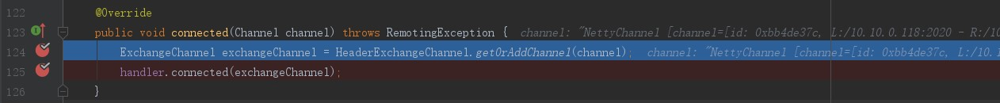 122 @Override
123 public void connected(Channel channel) throws RemotingException { channel: "NettyChannel [channel=[id: 0xbb4de37c, L:/10.10.0.118:2020 - R:/10
124 ExchangeChannel exchangeChannel = HeaderExchangeChannel.getOrAddChannel(channel); channel: "NettyChannel [channel=[id: 0xbb4de37c, L:/10.1
125 handler.connected(exchangeChannel);
126 }